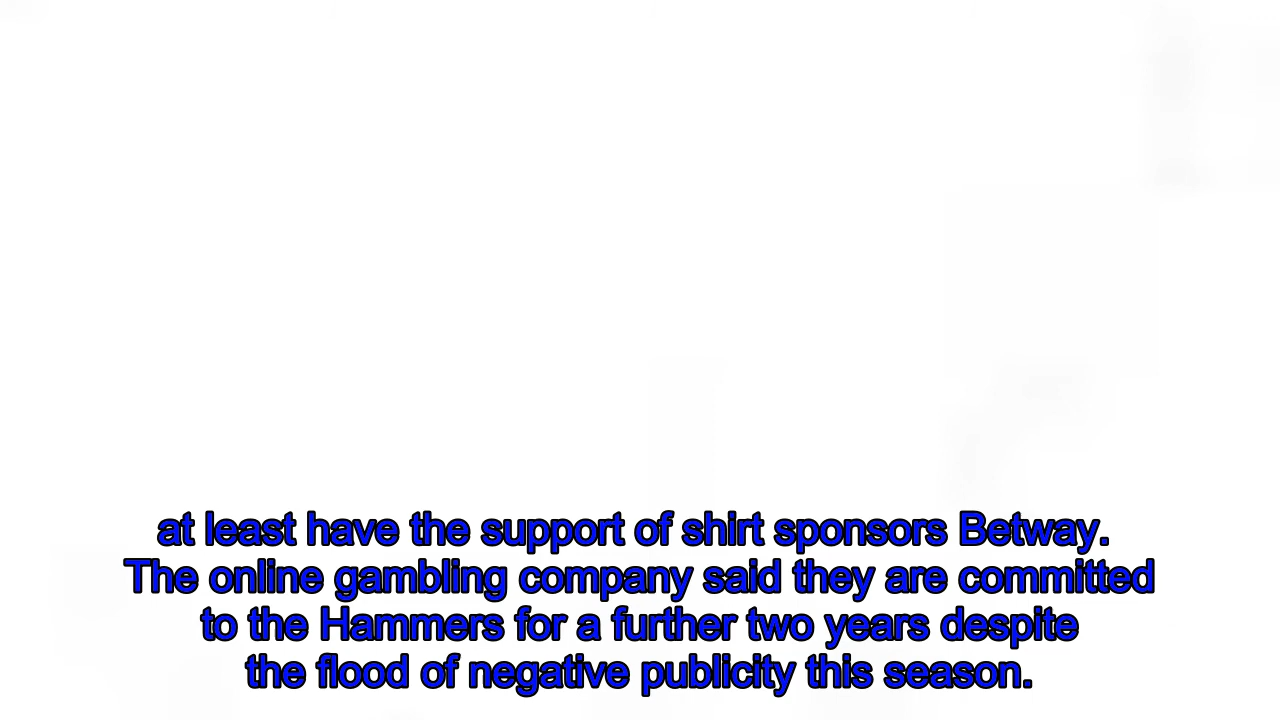 at least have the support of shirt sponsors Betway.
The online gambling company said they are committed
to the Hammers for a further two years despite
the flood of negative publicity this season.